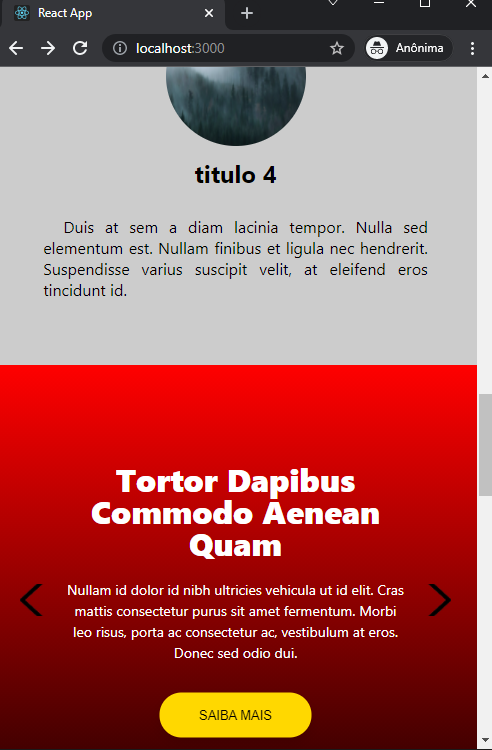 React App
localhost:3000
Anônima
titulo 4
Duis at sem a diam lacinia tempor. Nulla sed
elementum est. Nullam finibus et ligula nec hendrerit.
Suspendisse varius suscipit velit, at eleifend eros
tincidunt id.
Tortor Dapibus
Commodo Aenean
Quam
Nullam id dolor id nibh ultricies vehicula ut id elit. Cras
mattis consectetur purus sit amet fermentum. Morbi
leo risus, porta ac consectetur ac, vestibulum at eros.
Donec sed odio dui.
SAIBA MAIS